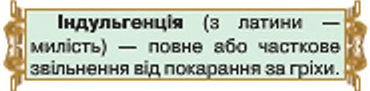 Індульгенція (з латини —
милість) — повне або часткове
звільнення від покарання за гріхи.